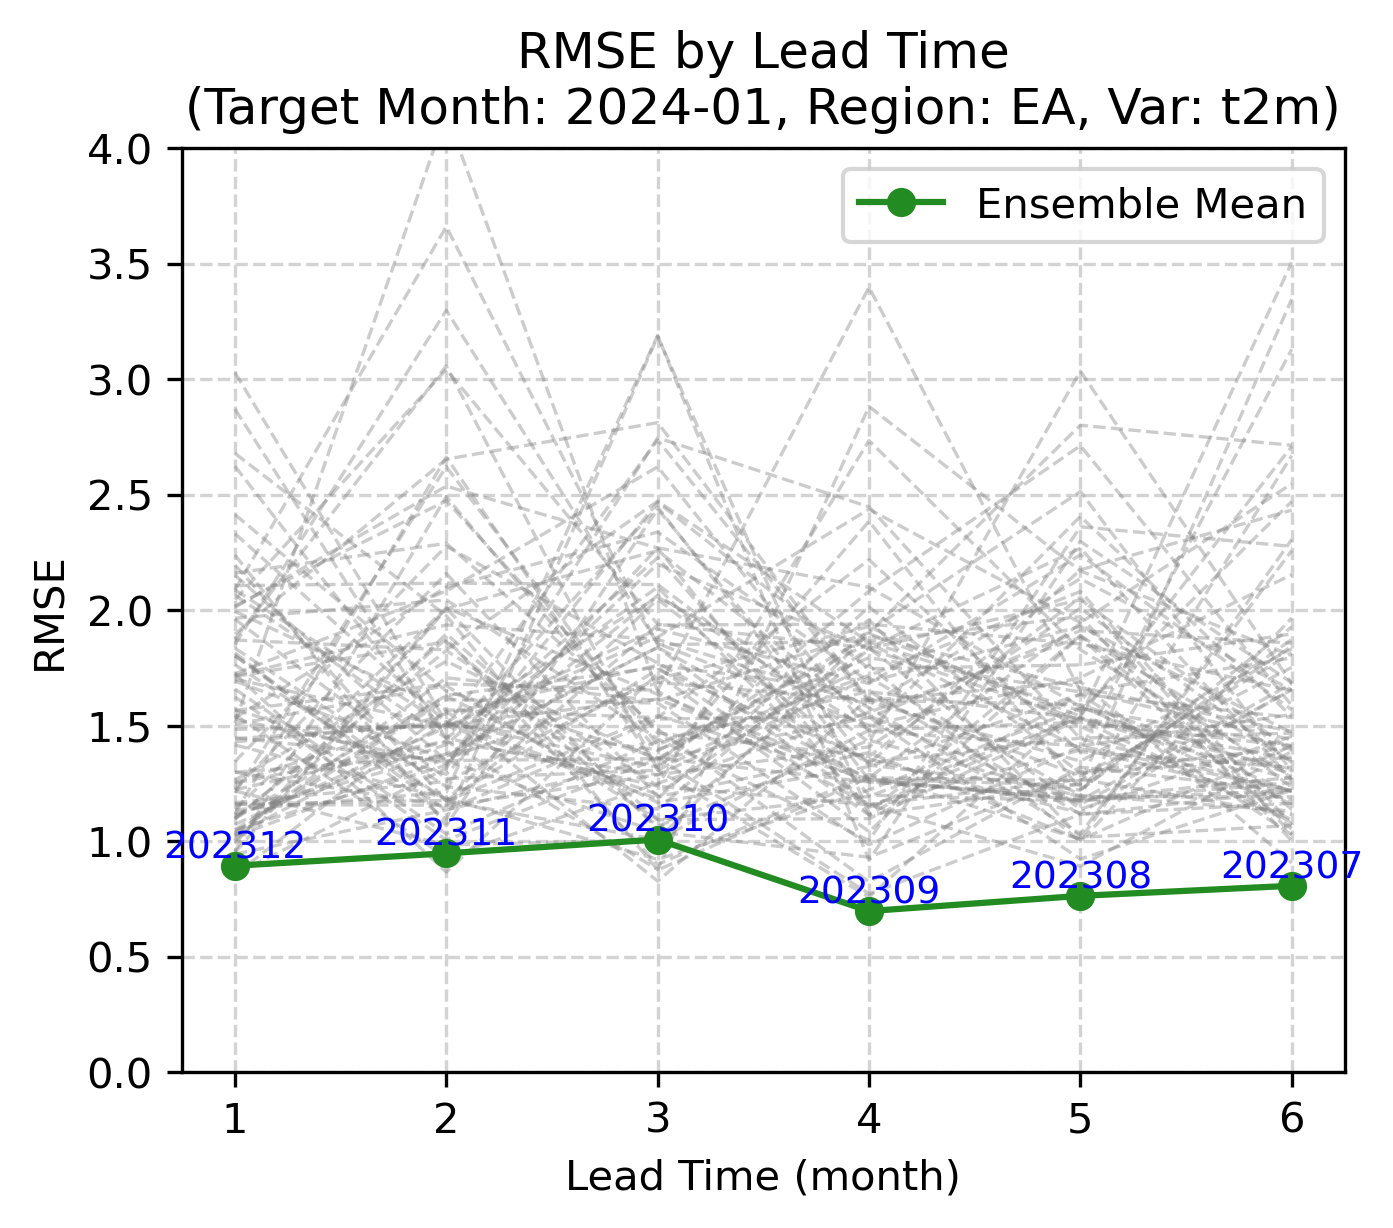 RMSE by Lead Time
(Target Month: 2024-01, Region: EA, Var: t2m)
Ensemble Mean
4.0
3.5
3.0
2.5
2.0
1.5
1.0
0.5
0.0
RMSE
202312
202311
202310
202309
202308
202307
1 2 3 4 5 6
Lead Time (month)